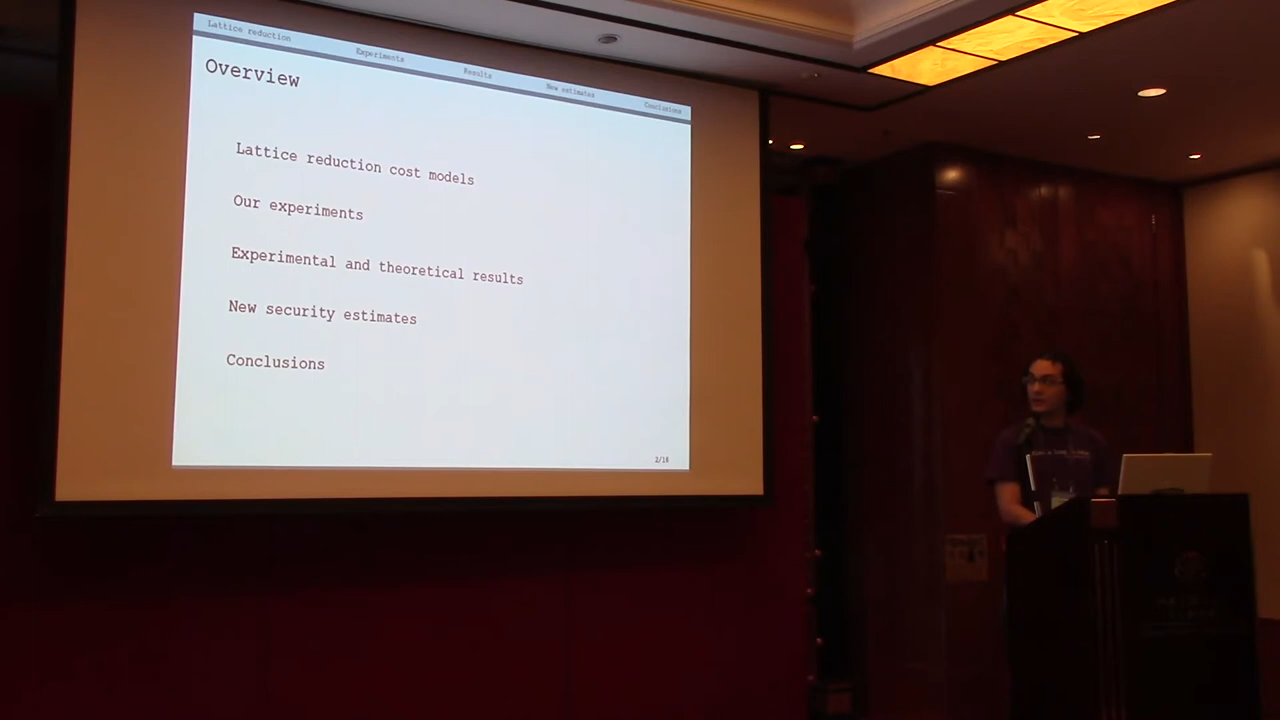 Lattice reduction
Experiments
Results
New estimates
Conclusions
Overview
Lattice reduction cost models
Our experiments
Experimental and theoretical results
New security estimates
Conclusions
2/18